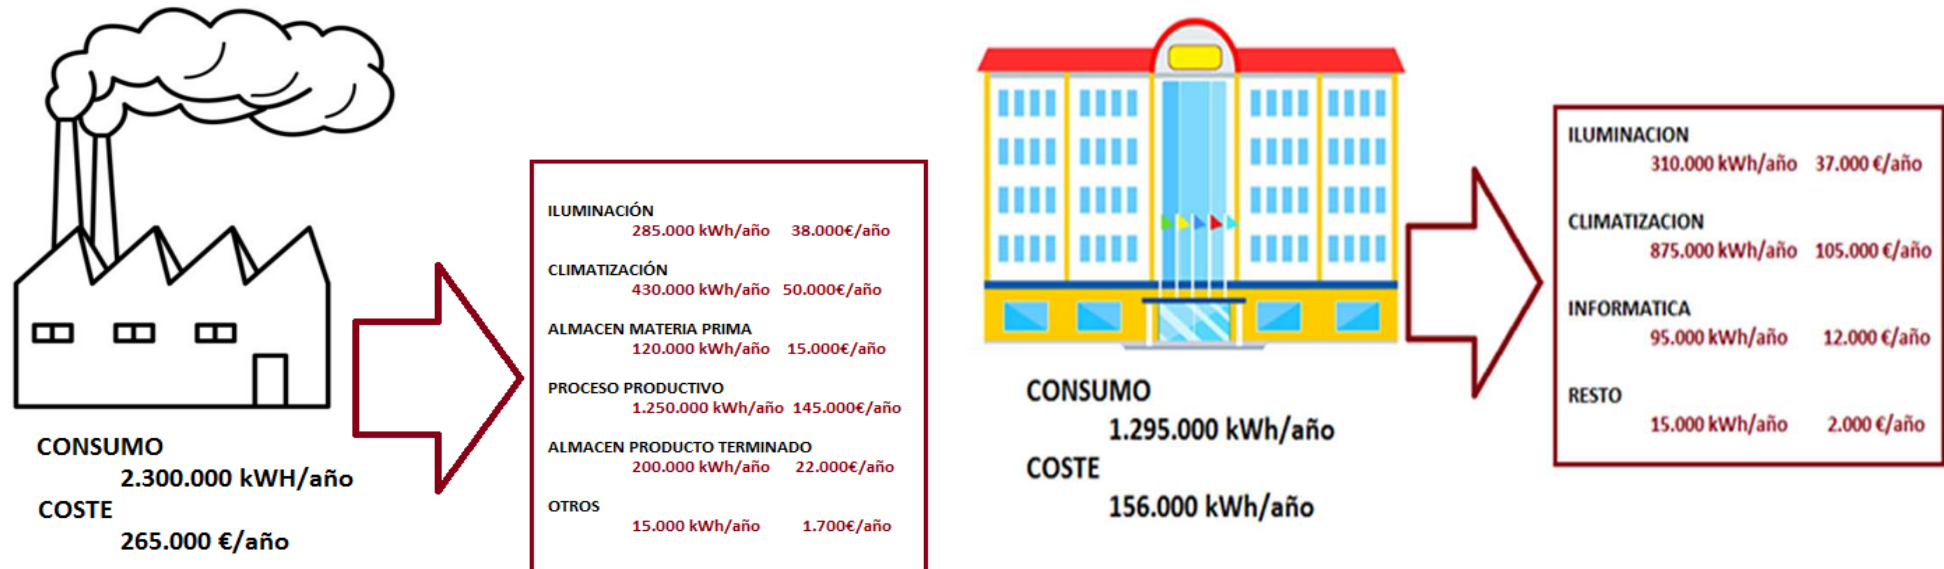 CONSUMO
2.300.000 kWH/año
COSTE
265.000 €/año
ILUMINACIÓN
285.000 kWh/año 38.000€/año
CLIMATIZACIÓN
430.000 kWh/año 50.000€/año
ALMACEN MATERIA PRIMA
120.000 kWh/año 15.000€/año
PROCESO PRODUCTIVO
1.250.000 kWh/año 145.000€/año
ALMACEN PRODUCTO TERMINADO
200.000 kWh/año 22.000€/año
OTROS
15.000 kWh/año 1.700€/año
CONSUMO
1.295.000 kWh/año
COSTE
156.000 kWh/año
ILUMINACION
310.000 kWh/año 37.000 €/año
CLIMATIZACION
875.000 kWh/año 105.000 €/año
INFORMATICA
95.000 kWh/año 12.000 €/año
RESTO
15.000 kWh/año 2.000 €/año